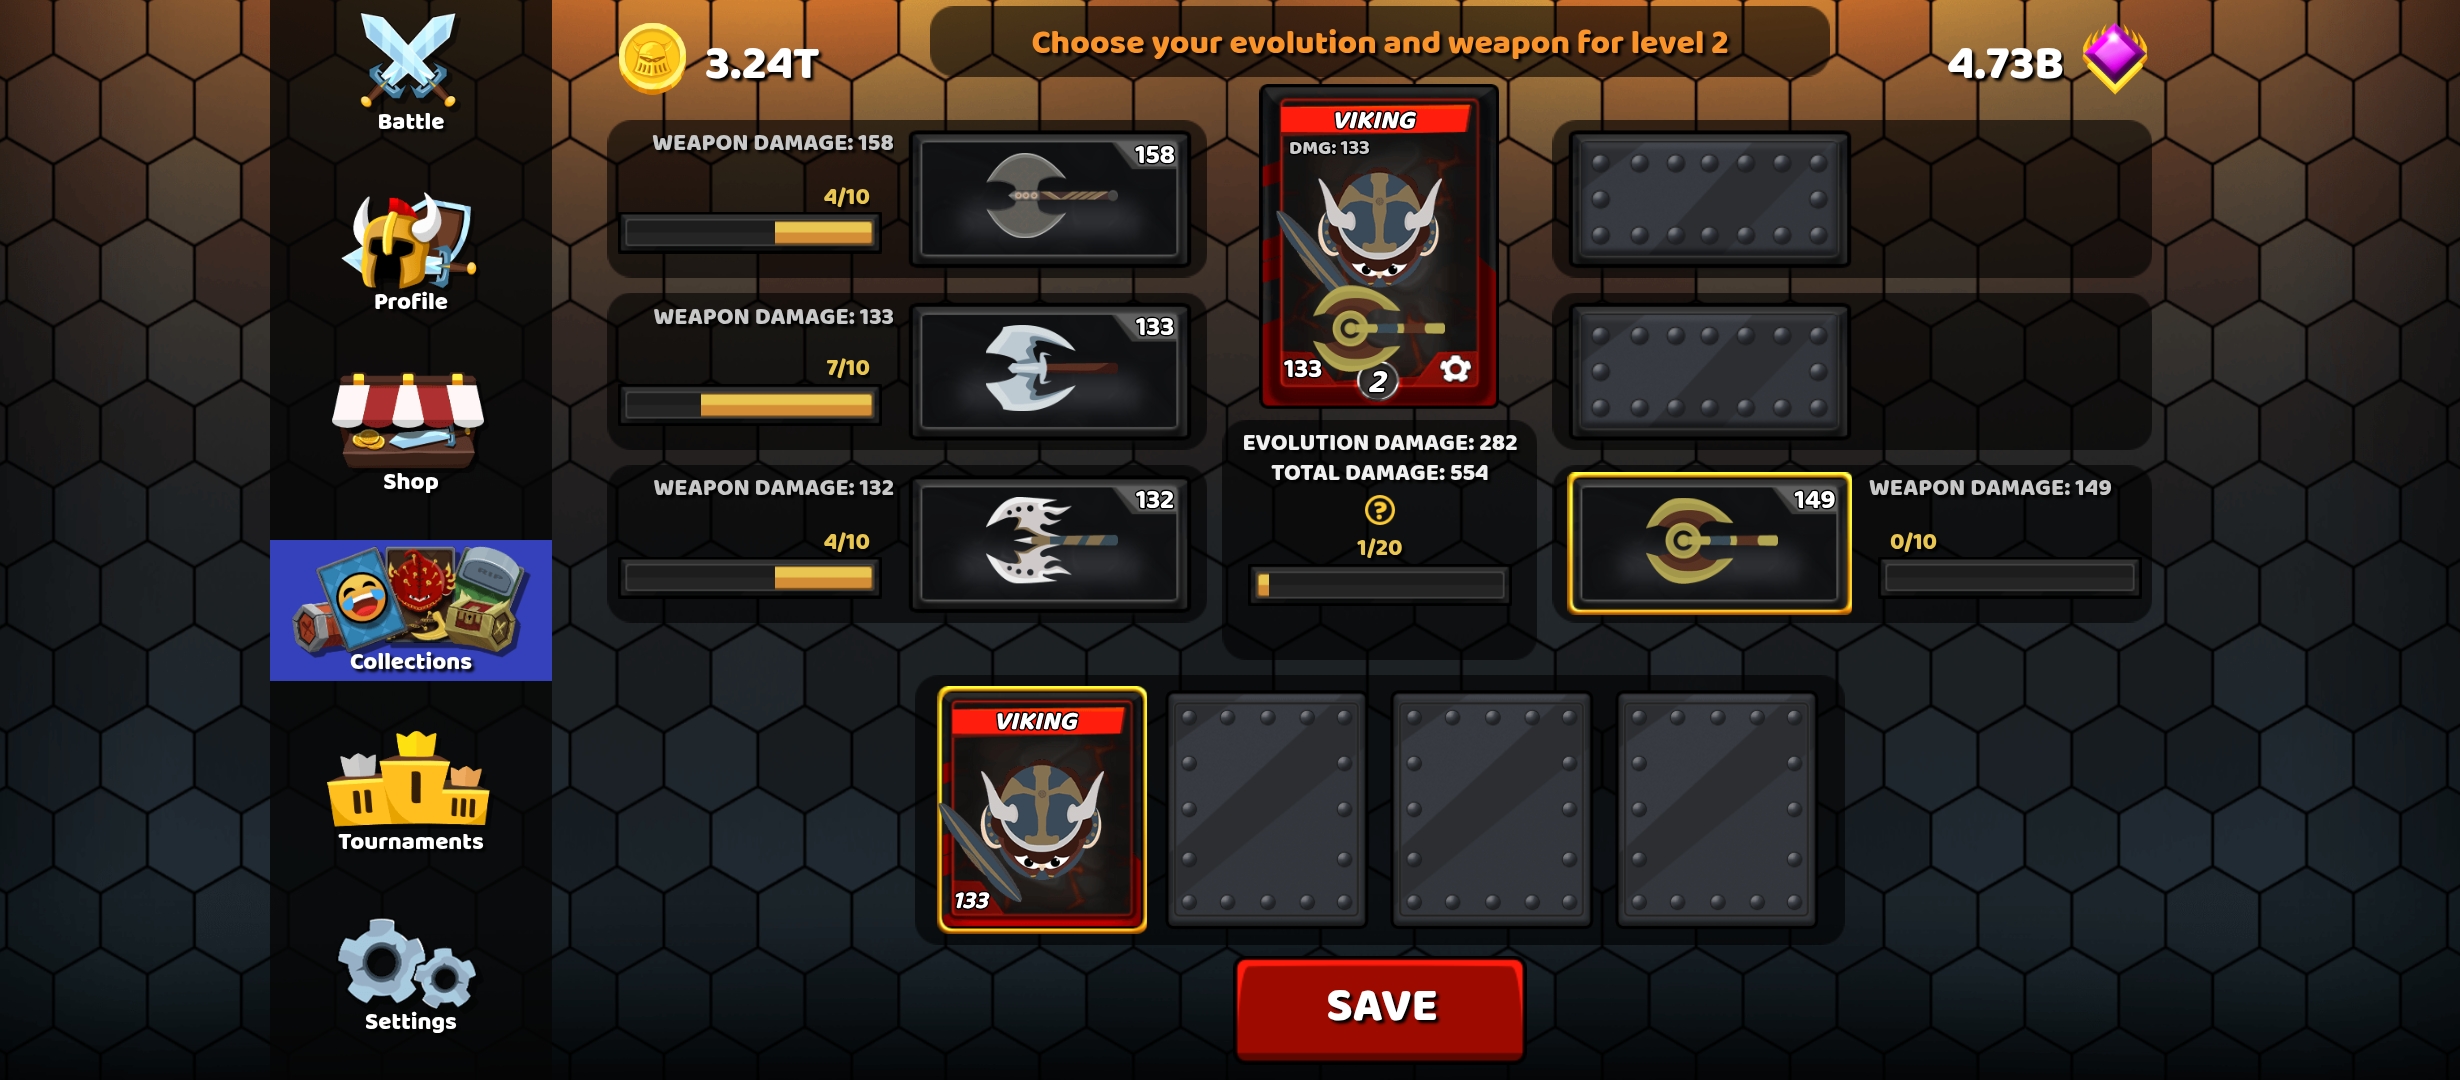 Battle
Profile
Shop
Collections
Tournaments
Settings
3.24T
Choose your evolution and weapon for level 2
4.73B
WEAPON DAMAGE: 158
4/10
158
WEAPON DAMAGE: 133
7/10
133
WEAPON DAMAGE: 132
4/10
132
VIKING
DMG: 133
133
2
EVOLUTION DAMAGE: 282
TOTAL DAMAGE: 554
?
1/20
149
WEAPON DAMAGE: 149
0/10
VIKING
133
SAVE